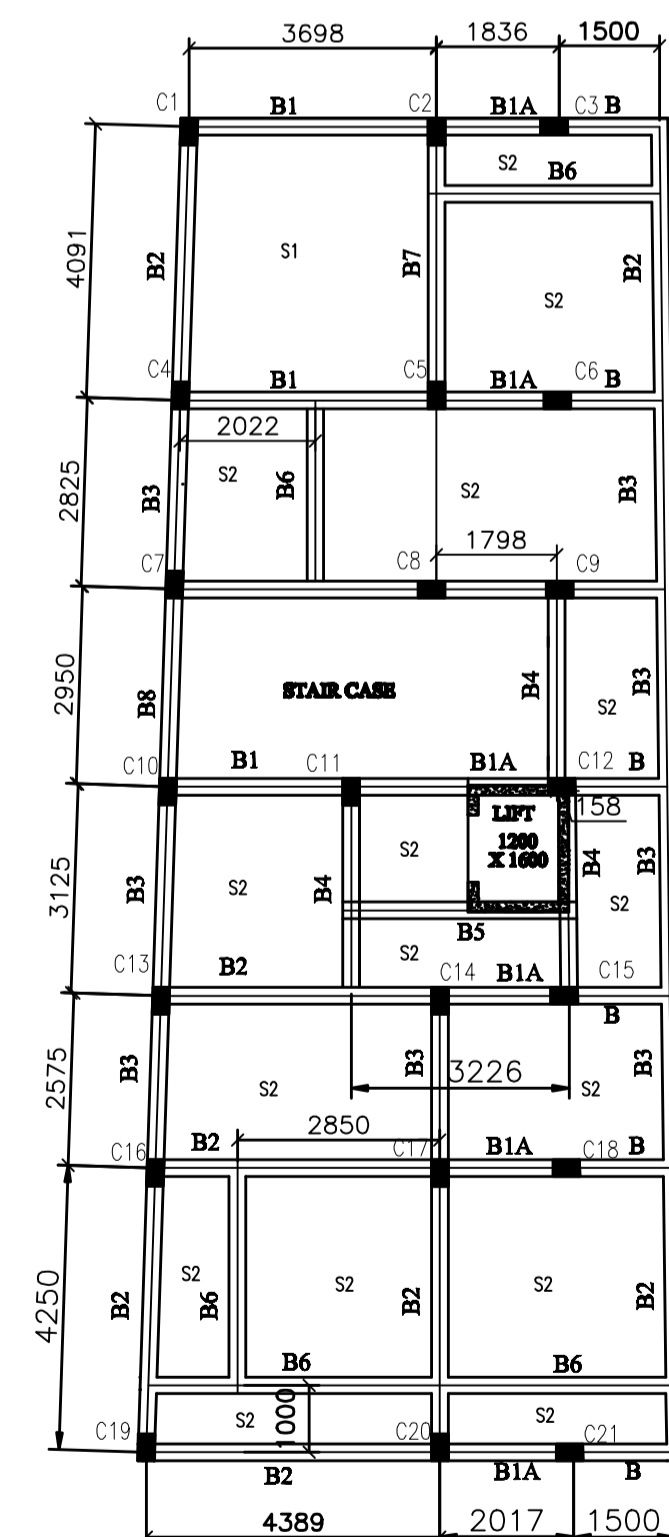 3698 1836 1500
C1 B1 C2 B1A C3 B
S2 B6
4091 B2 S1 B7 B2
S2
C4 B1 C5 B1A C6 B
2022
2825 B3 S2 B6 S2 B3
1798
C7 C8 C9
2950 B8 STAIR CASE B4 S2 B3
C10 B1 C11 B1A C12 B
LIFT 158
1200
X 1600
3125 B3 S2 B4 S2 B4 S2 B3
B5
C13 B2 S2 C14 B1A C15
B
2575 B3 S2 B3 3226 S2 B3
2850
C16 B2 C17 B1A C18 B
4250 B2 S2 B6 S2 B2 S2 B2
B6 B6
C19 S2 1000 C20 S2 C21
B2 B1A B
4389 2017 1500